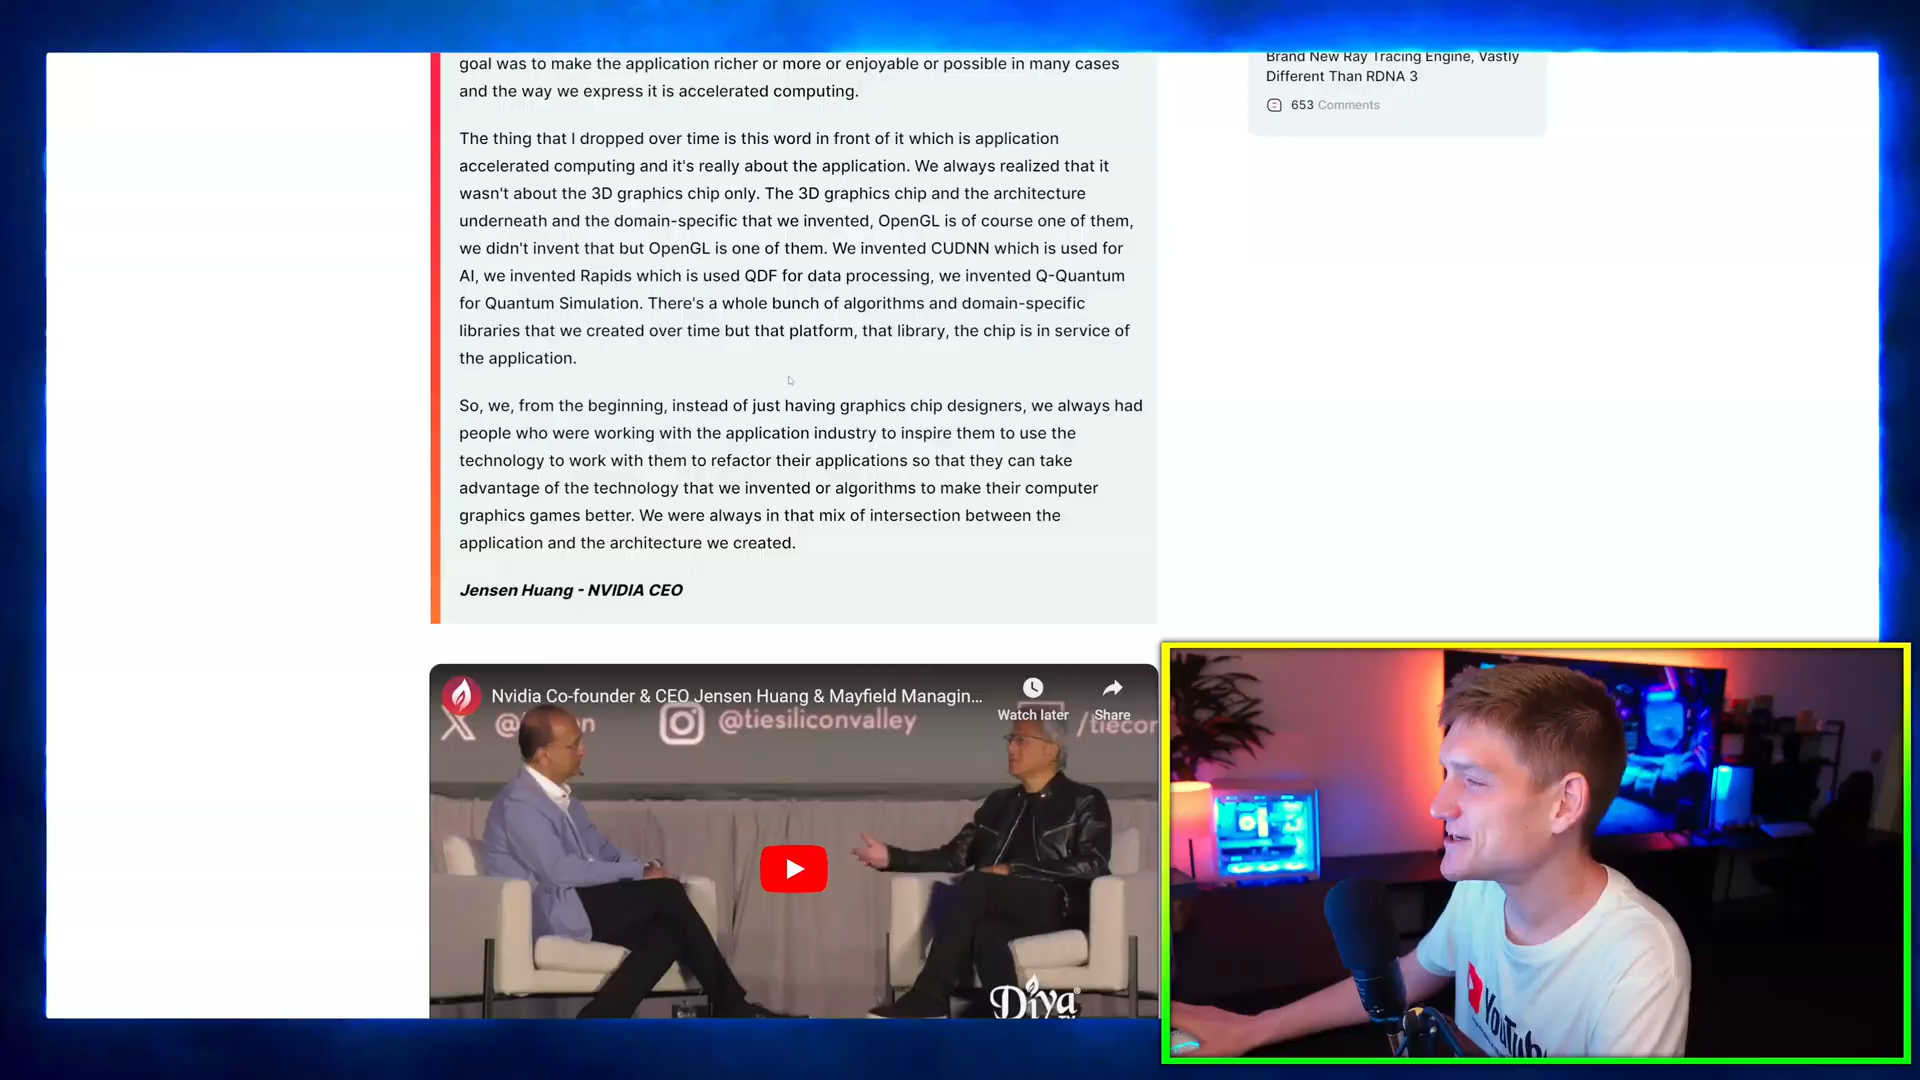 goal was to make the application richer or more or enjoyable or possible in many cases
and the way we express it is accelerated computing.
The thing that I dropped over time is this word in front of it which is application
accelerated computing and it's really about the application. We always realized that it
wasn't about the 3D graphics chip only. The 3D graphics chip and the architecture
underneath and the domain-specific that we invented, OpenGL is of course one of them,
we didn't invent that but OpenGL is one of them. We invented CUDNN which is used for
AI, we invented Rapids which is used QDF for data processing, we invented Q-Quantum
for Quantum Simulation. There's a whole bunch of algorithms and domain-specific
libraries that we created over time but that platform, that library, the chip is in service of
the application.
So, we, from the beginning, instead of just having graphics chip designers, we always had
people who were working with the application industry to inspire them to use the
technology to work with them to refactor their applications so that they can take
advantage of the technology that we invented or algorithms to make their computer
graphics games better. We were always in that mix of intersection between the
application and the architecture we created.
Jensen Huang - NVIDIA CEO
Brand New Ray Tracing Engine, Vastly
Different Than RDNA 3
653 Comments
Nvidia Co-founder & CEO Jensen Huang & Mayfield Managin...
Watch later
Share
@tiesiliconvalley
/tiecor
Diya
YouTube